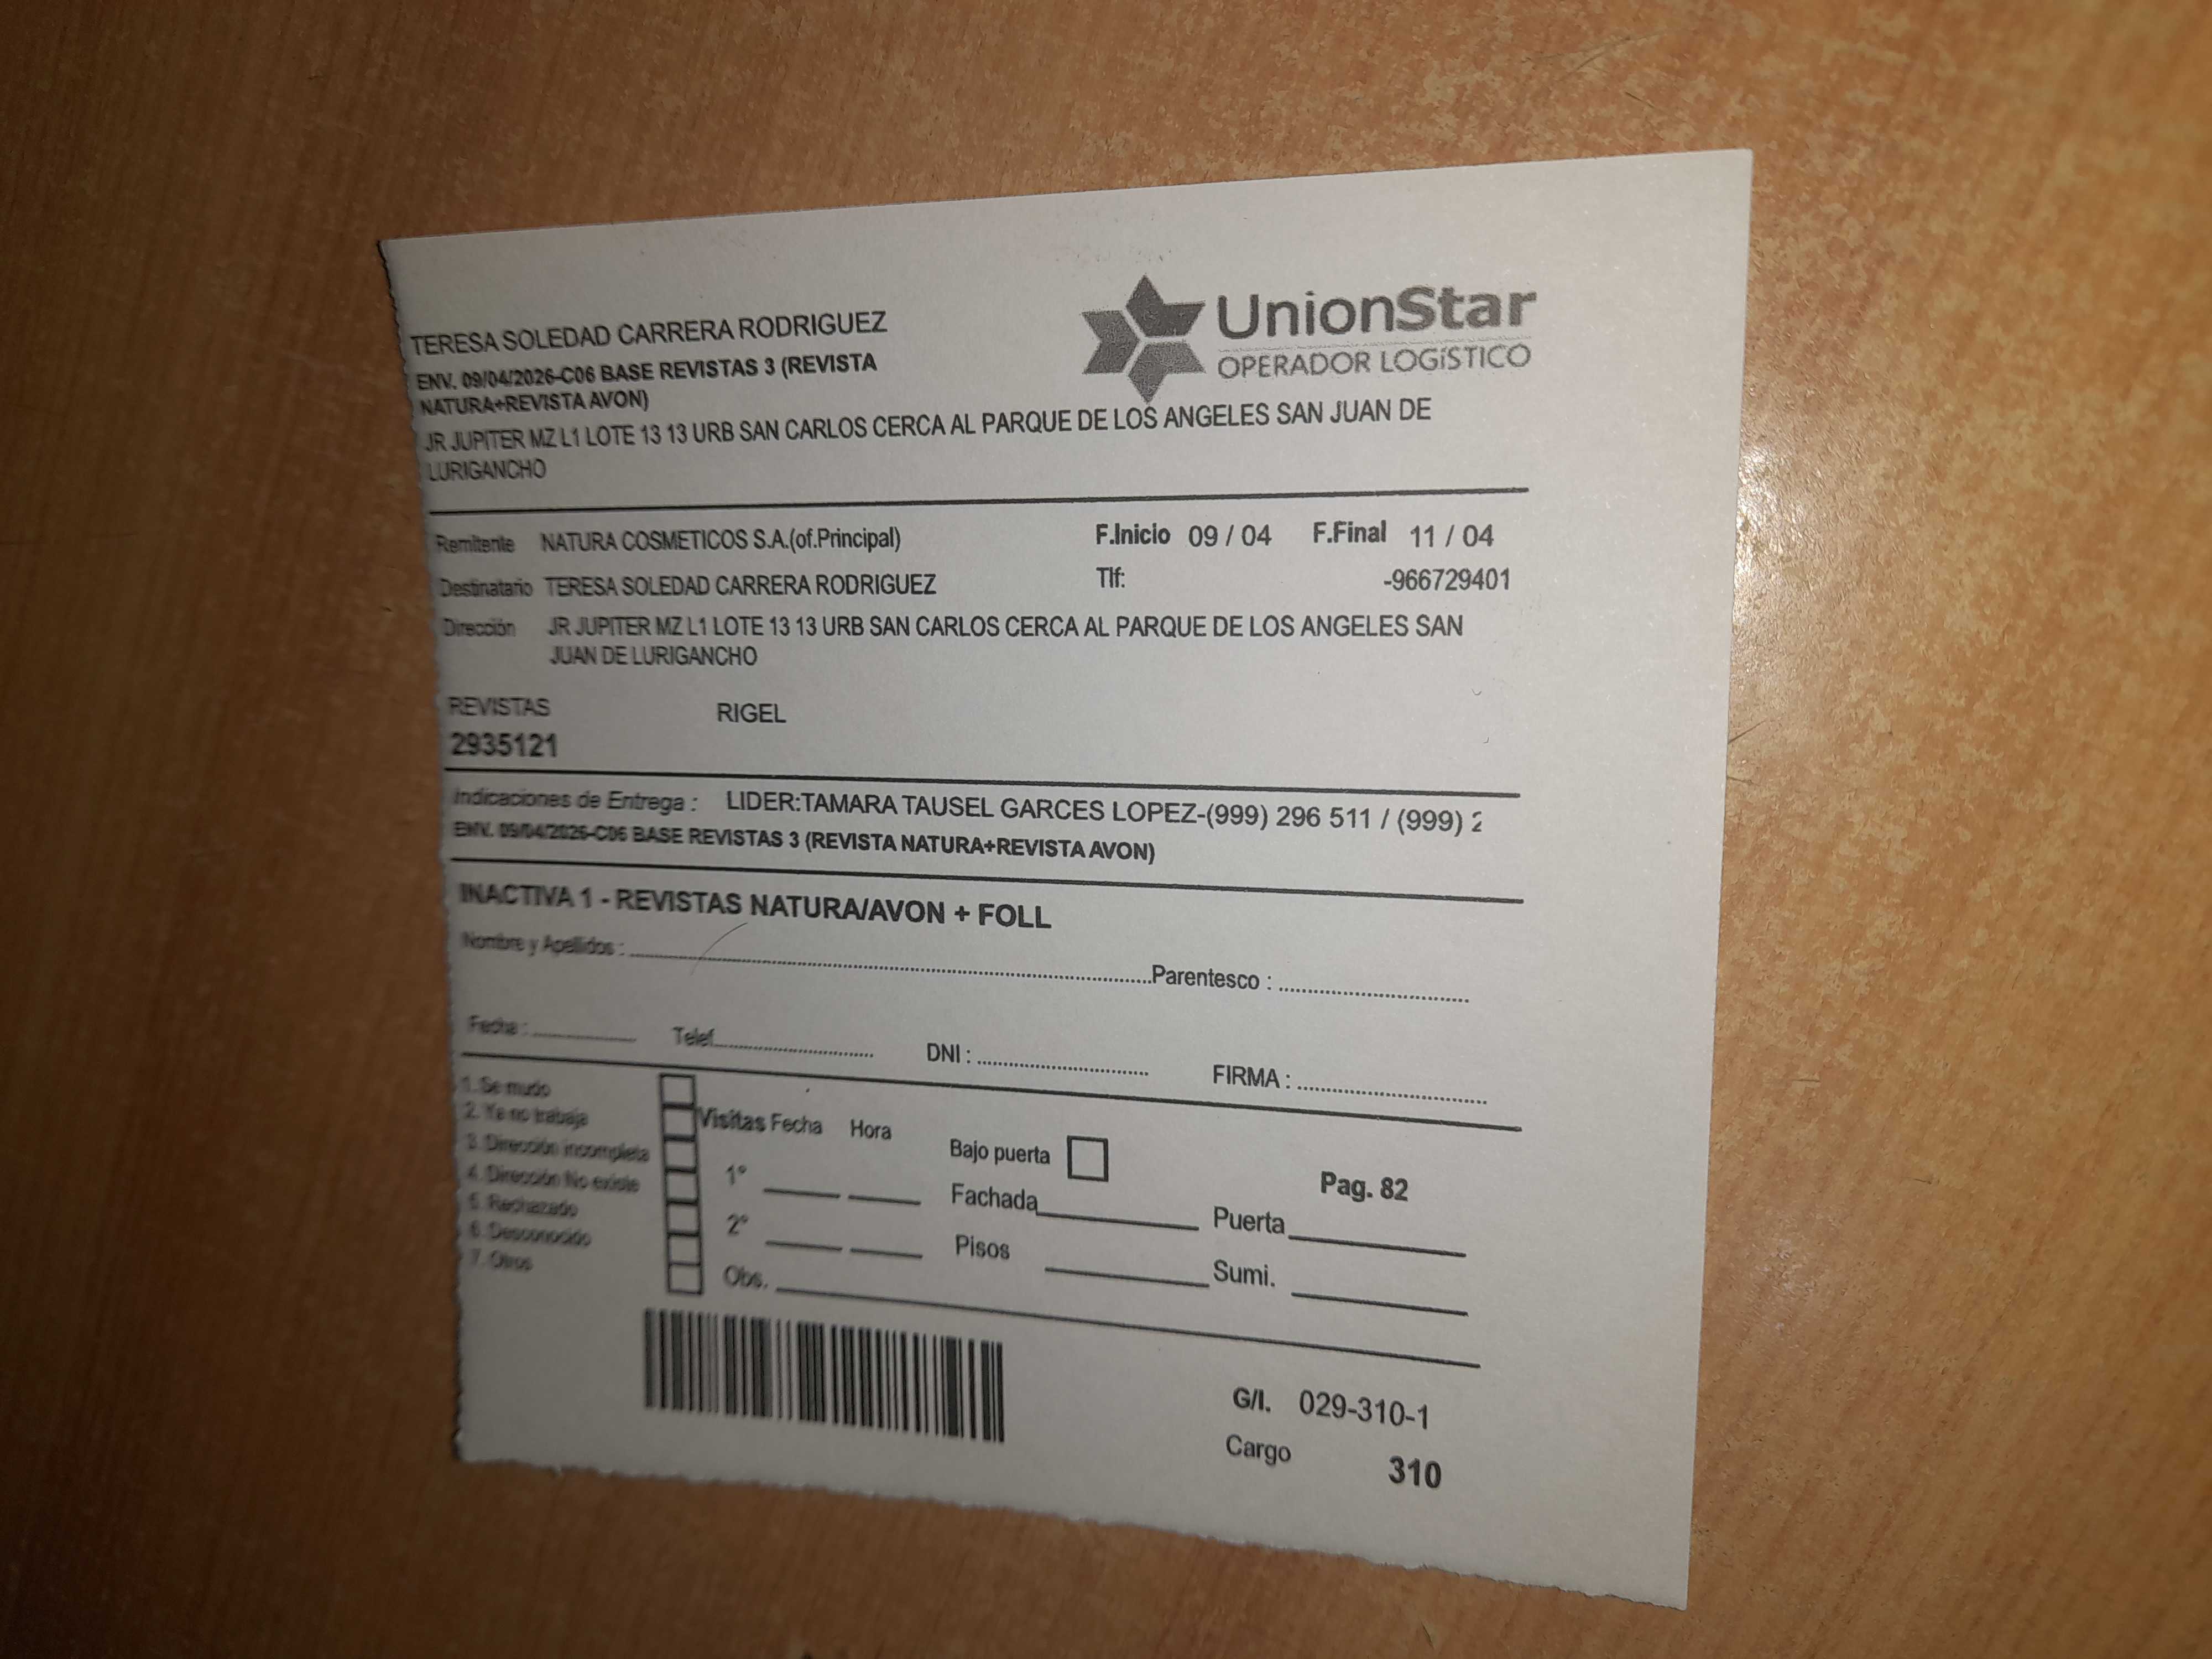 TERESA SOLEDAD CARRERA RODRIGUEZ
UnionStar
OPERADOR LOGíSTICO
ENV. 09/04/2026-C06 BASE REVISTAS 3 (REVISTA
NATURA+REVISTA AVON)
JR JUPITER MZ L1 LOTE 13 13 URB SAN CARLOS CERCA AL PARQUE DE LOS ANGELES SAN JUAN DE
LURIGANCHO
Remitente NATURA COSMETICOS S.A.(of.Principal) F.Inicio 09 / 04 F.Final 11 / 04
Destinatario TERESA SOLEDAD CARRERA RODRIGUEZ Tlf: -966729401
Dirección JR JUPITER MZ L1 LOTE 13 13 URB SAN CARLOS CERCA AL PARQUE DE LOS ANGELES SAN
JUAN DE LURIGANCHO
REVISTAS RIGEL
2935121
Indicaciones de Entrega : LIDER:TAMARA TAUSEL GARCES LOPEZ-(999) 296 511 / (999) 2
ENV. 09/04/2026-C06 BASE REVISTAS 3 (REVISTA NATURA+REVISTA AVON)
INACTIVA 1 - REVISTAS NATURA/AVON + FOLL
Nombre y Apellidos : Parentesco :
Fecha : Telef. DNI : FIRMA :
1. Se mudo
2. Ya no trabaja
3. Dirección incompleta
4. Dirección No existe
5. Rechazado
6. Desconocido
7. Otros
Visitas Fecha Hora
1°
2°
Obs.
Bajo puerta
Pag. 82
Fachada Puerta
Pisos Sumi.
G/I. 029-310-1
Cargo 310